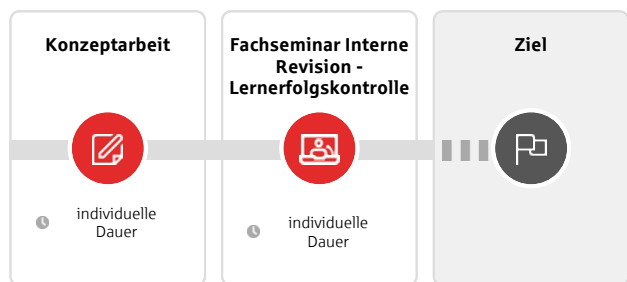 Konzeptarbeit
individuelle
Dauer
Fachseminar Interne
Revision -
Lernerfolgskontrolle
individuelle
Dauer
Ziel